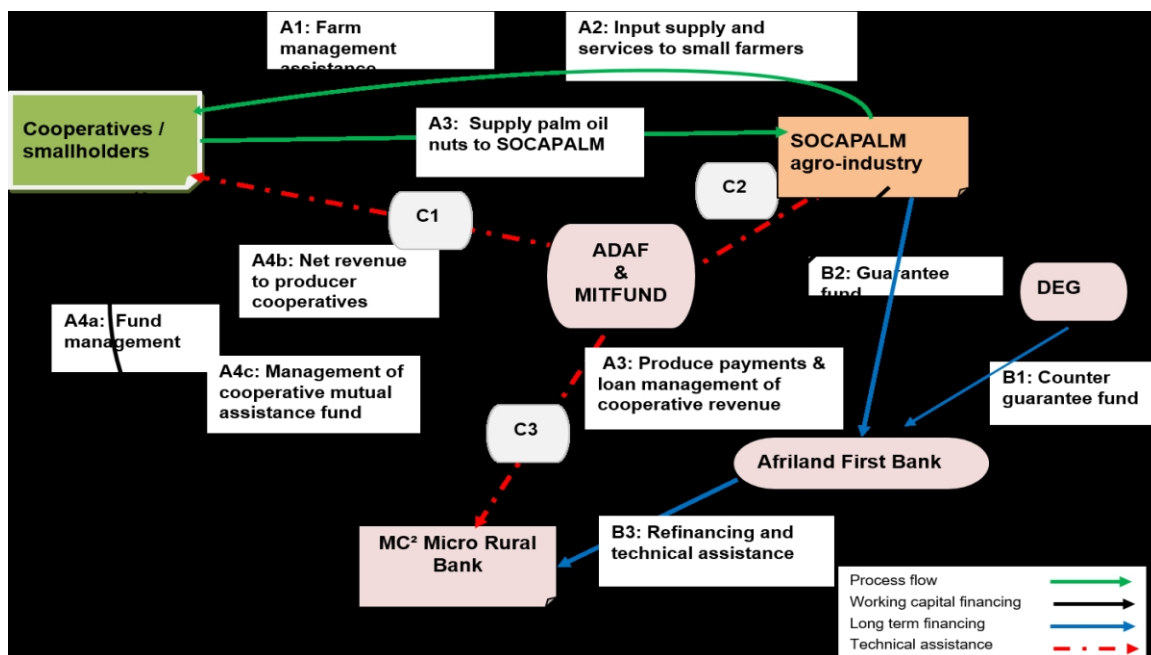 A1: Farm
management
assistance
A2: Input supply and
services to small farmers
Cooperatives /
smallholders
A3: Supply palm oil
nuts to SOCAPALM
SOCAPALM
agro-industry
C2
C1
ADAF
&
MITFUND
A4b: Net revenue
to producer
cooperatives
B2: Guarantee
fund
DEG
A4a: Fund
management
A4c: Management of
cooperative mutual
assistance fund
A3: Produce payments &
loan management of
cooperative revenue
B1: Counter
guarantee fund
C3
Afriland First Bank
MC² Micro Rural
Bank
B3: Refinancing and
technical assistance
Process flow
Working capital financing
Long term financing
Technical assistance